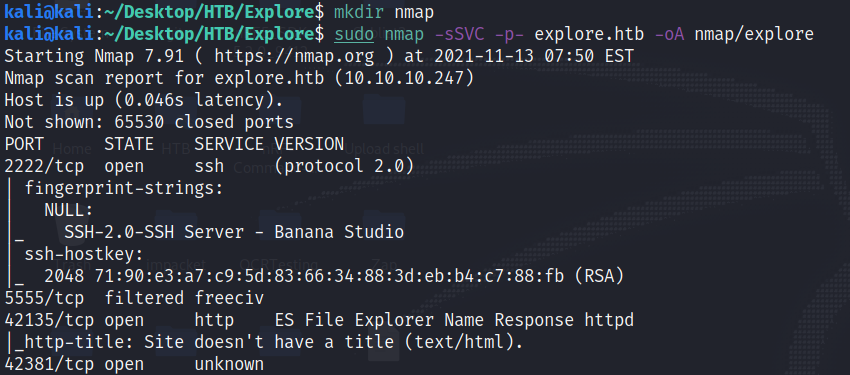 kali@kali:~/Desktop/HTB/Explore$ mkdir nmap
kali@kali:~/Desktop/HTB/Explore$ sudo nmap -sSVC -p- explore.htb -oA nmap/explore
Starting Nmap 7.91 ( https://nmap.org ) at 2021-11-13 07:50 EST
Nmap scan report for explore.htb (10.10.10.247)
Host is up (0.046s latency).
Not shown: 65530 closed ports
PORT      STATE    SERVICE VERSION
2222/tcp  open     ssh     (protocol 2.0)
| fingerprint-strings:
|   NULL:
|_    SSH-2.0-SSH Server - Banana Studio
| ssh-hostkey:
|_  2048 71:90:e3:a7:c9:5d:83:66:34:88:3d:eb:b4:c7:88:fb (RSA)
5555/tcp  filtered freeciv
42135/tcp open     http    ES File Explorer Name Response httpd
|_http-title: Site doesn't have a title (text/html).
42381/tcp open     unknown